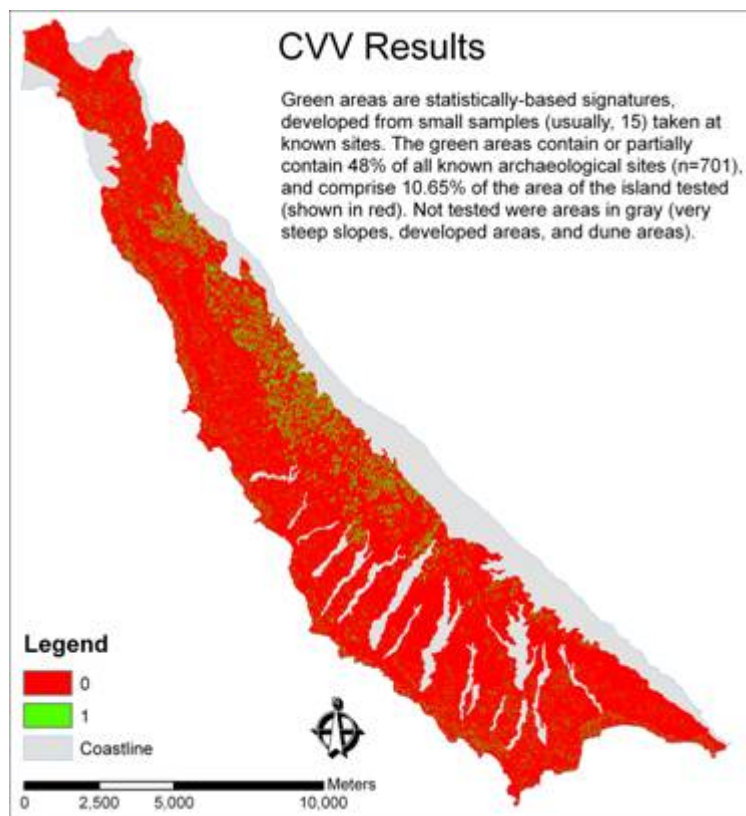 CVV Results
Green areas are statistically-based signatures,
developed from small samples (usually, 15) taken at
known sites. The green areas contain or partially
contain 48% of all known archaeological sites (n=701),
and comprise 10.65% of the area of the island tested
(shown in red). Not tested were areas in gray (very
steep slopes, developed areas, and dune areas).
Legend
0
1
Coastline
Meters
0 2,500 5,000 10,000